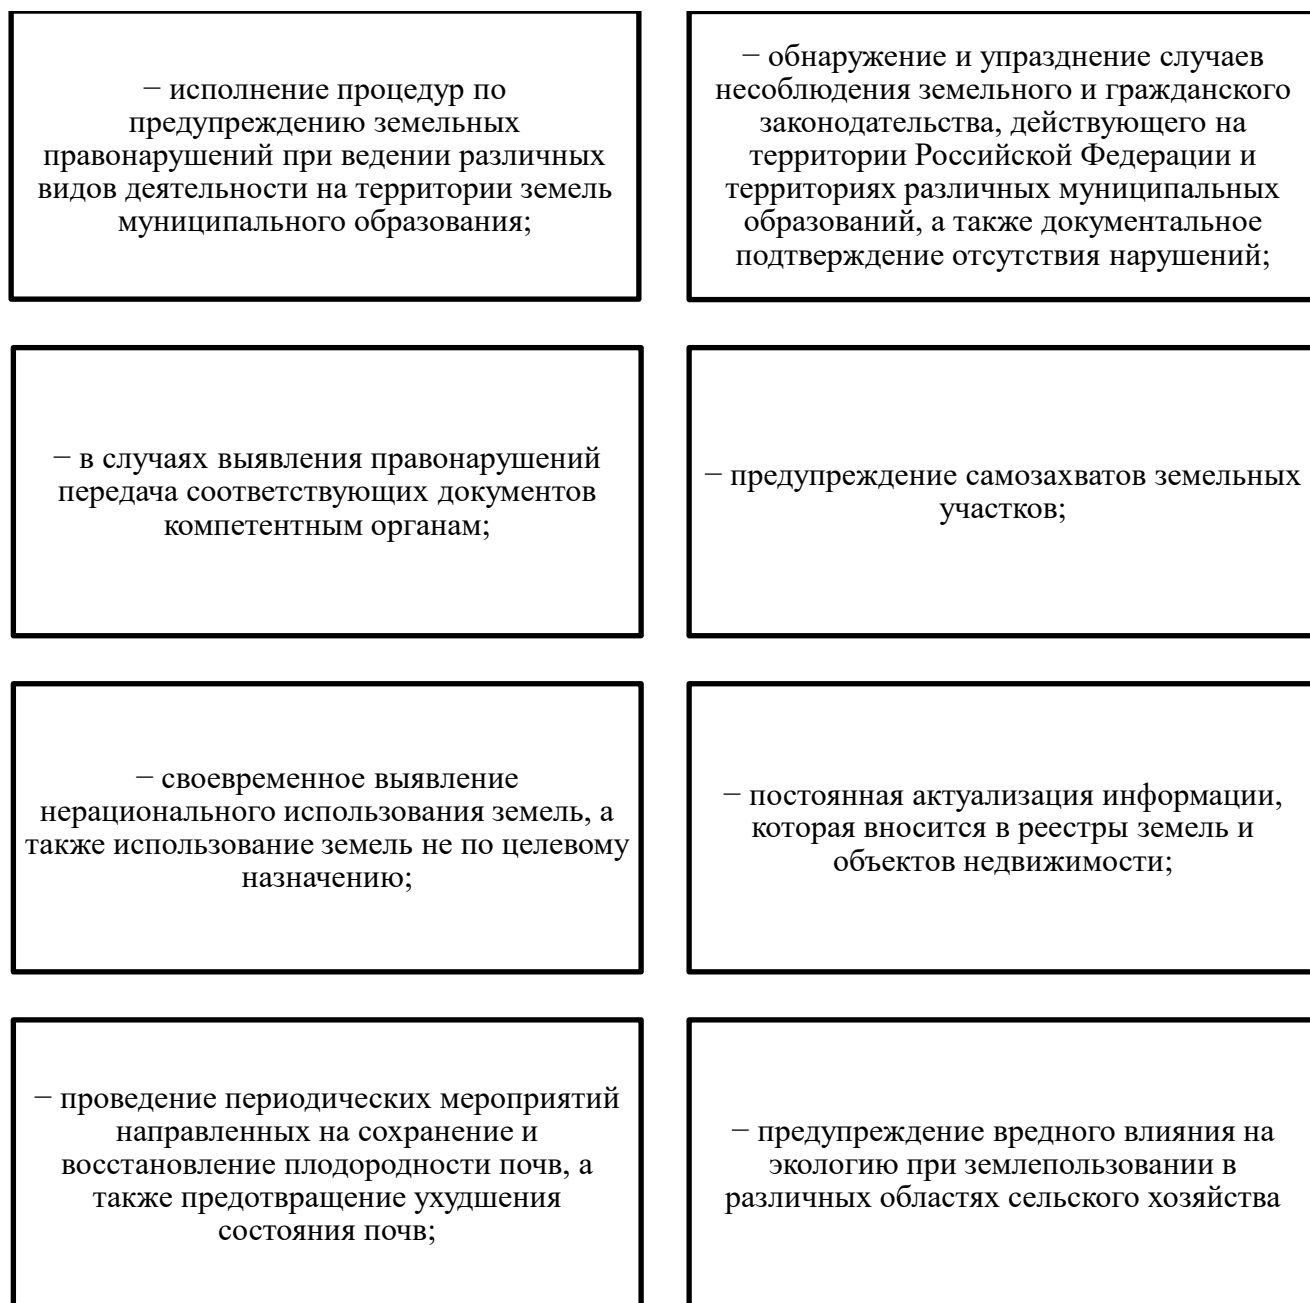 − исполнение процедур по
предупреждению земельных
правонарушений при ведении различных
видов деятельности на территории земель
муниципального образования;
− обнаружение и упразднение случаев
несоблюдения земельного и гражданского
законодательства, действующего на
территории Российской Федерации и
территориях различных муниципальных
образований, а также документальное
подтверждение отсутствия нарушений;
− в случаях выявления правонарушений
передача соответствующих документов
компетентным органам;
− предупреждение самозахватов земельных
участков;
− своевременное выявление
нерационального использования земель, а
также использование земель не по целевому
назначению;
− постоянная актуализация информации,
которая вносится в реестры земель и
объектов недвижимости;
− проведение периодических мероприятий
направленных на сохранение и
восстановление плодородности почв, а
также предотвращение ухудшения
состояния почв;
− предупреждение вредного влияния на
экологию при землепользовании в
различных областях сельского хозяйства